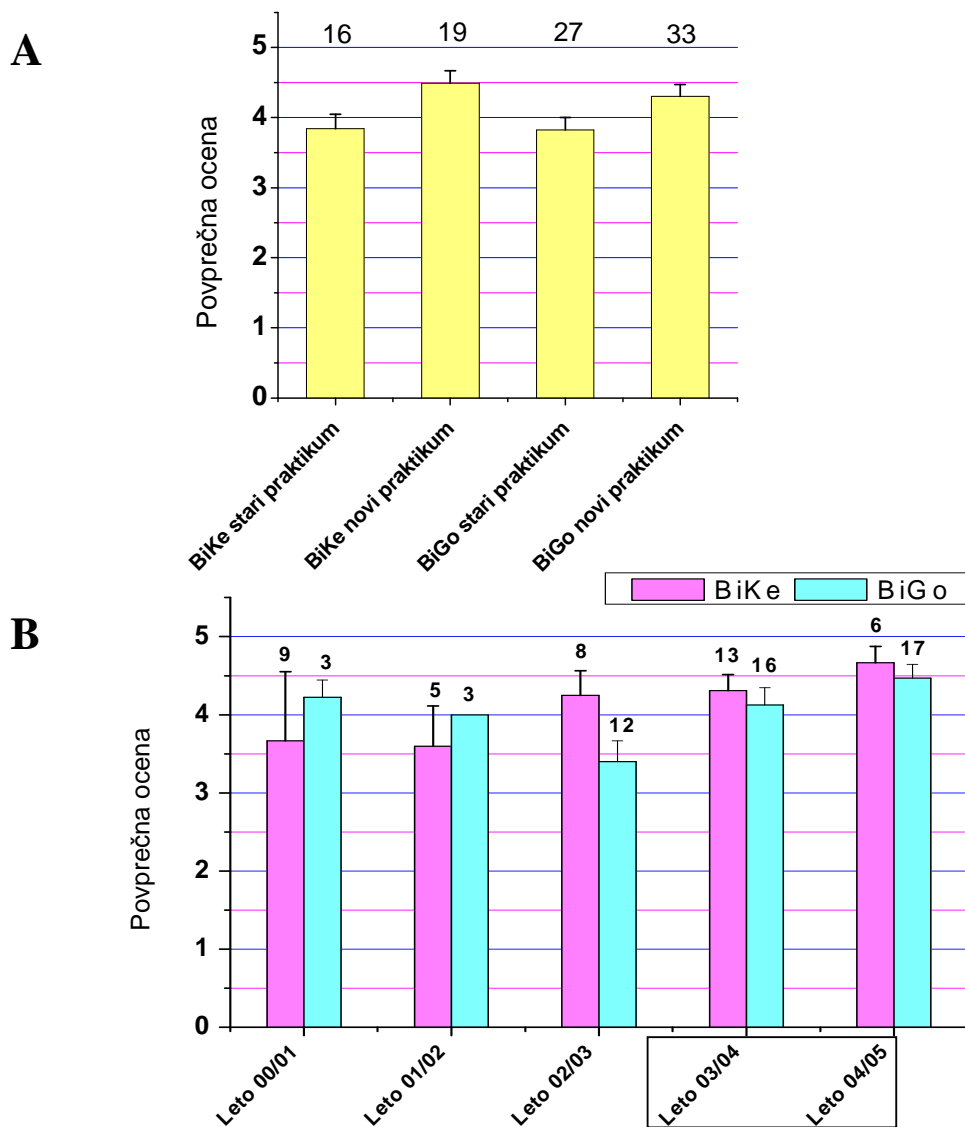 A
16 19 27 33
5
4
3
2
1
0
Povprečna ocena
BiKe stari praktikum
BiKe novi praktikum
BiGo stari praktikum
BiGo novi praktikum
BiKe BiGo
B
9 3 5 3 8 12 13 16 6 17
5
4
3
2
1
0
Povprečna ocena
Leto 00/01
Leto 01/02
Leto 02/03
Leto 03/04
Leto 04/05